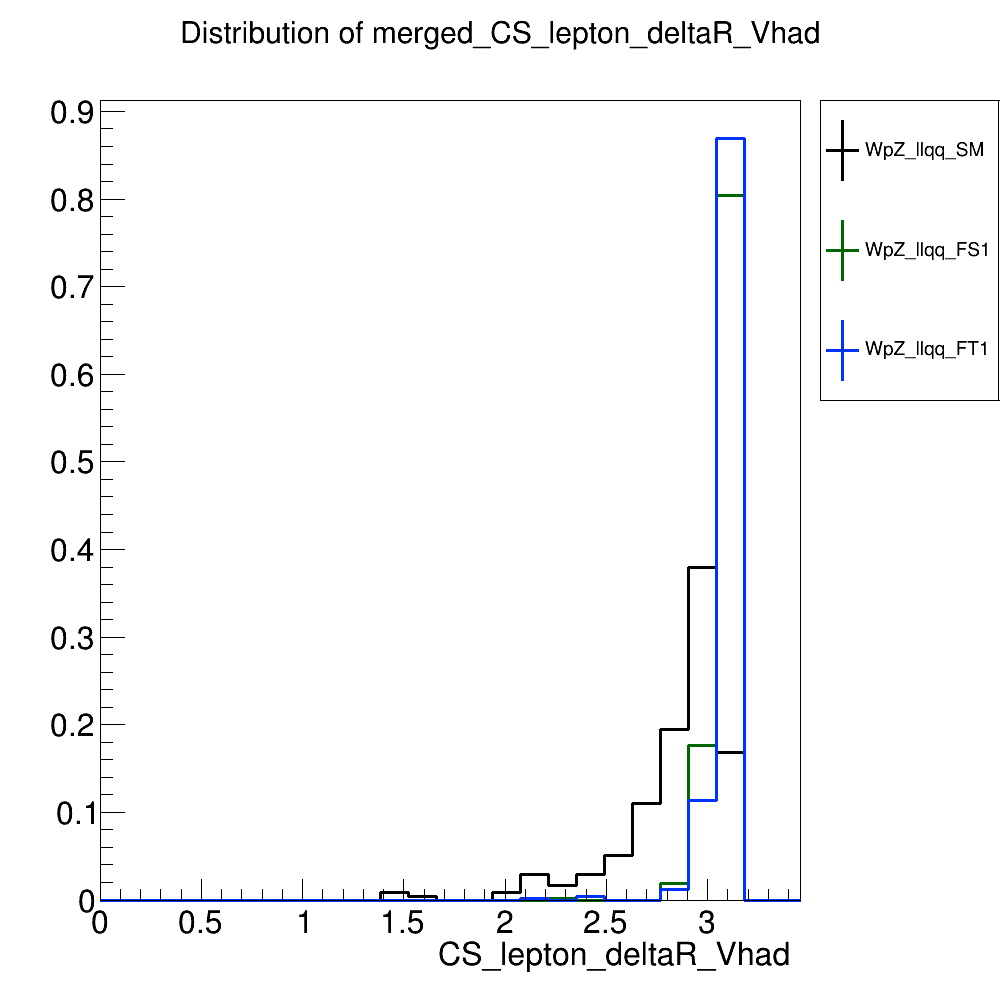 Distribution of merged_CS_lepton_deltaR_Vhad
0.9
0.8
0.7
0.6
0.5
0.4
0.3
0.2
0.1
0
0 0.5 1 1.5 2 2.5 3
CS_lepton_deltaR_Vhad
WpZ_llqq_SM
WpZ_llqq_FS1
WpZ_llqq_FT1